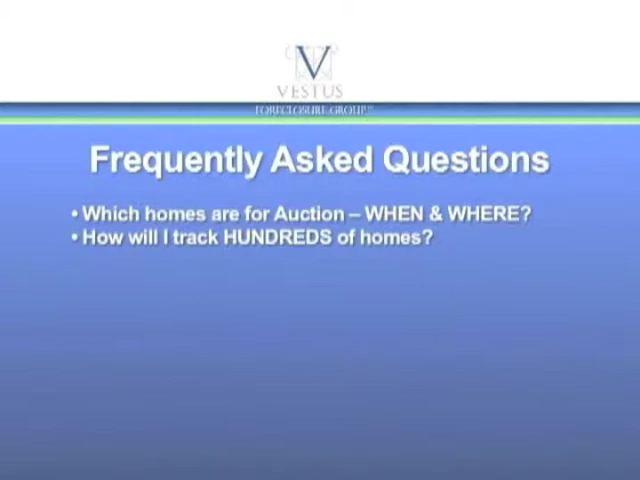 V
VESTUS
FORECLOSURE GROUP
Frequently Asked Questions
• Which homes are for Auction – WHEN & WHERE?
• How will I track HUNDREDS of homes?